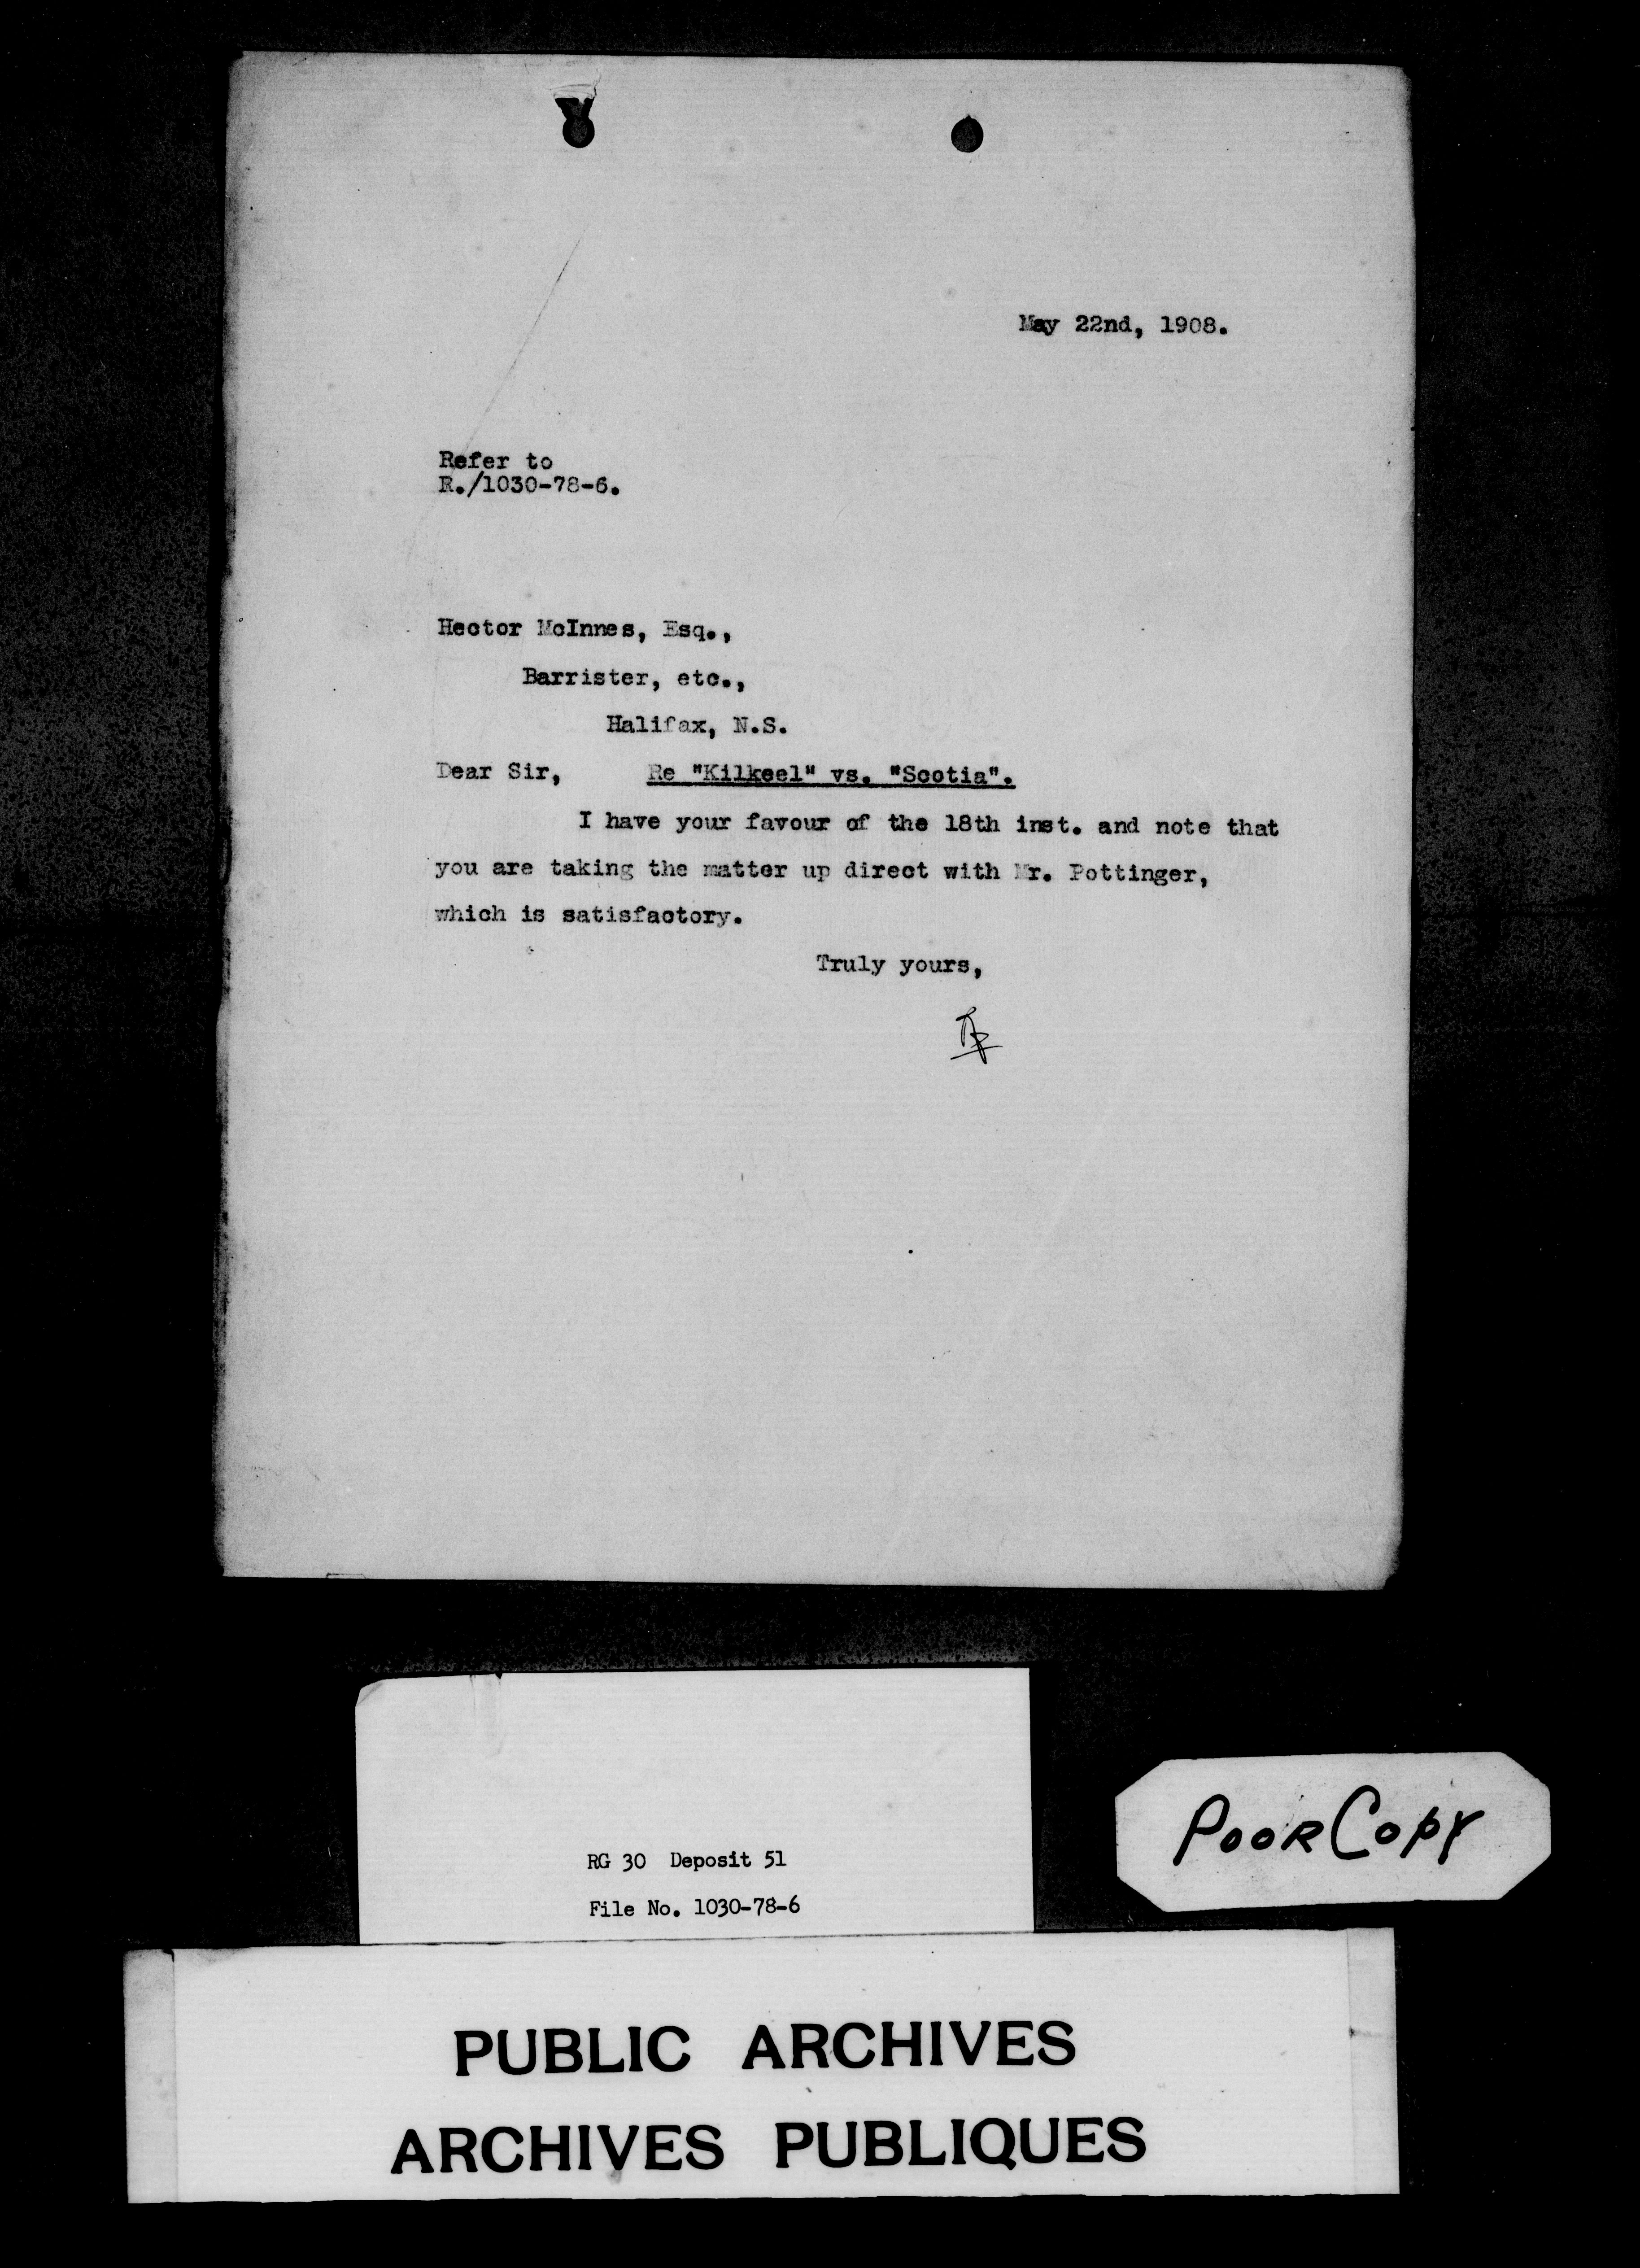 May 22nd, 1908.
Refer to
R./1030-78-6.
Hector McInnes, Esq.,
Barrister, etc.,
Halifax, N.S.
Dear Sir, Re "Kilkeel" vs. "Scotia".
I have your favour of the 18th inst. and note that
you are taking the matter up direct with Mr. Pottinger,
which is satisfactory.
Truly yours,
RG 30 Deposit 51
File No. 1030-78-6
POOR COPY
PUBLIC ARCHIVES
ARCHIVES PUBLIQUES